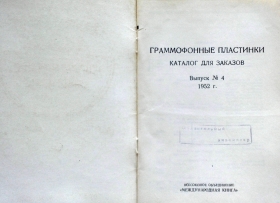 ГРАММОФОННЫЕ ПЛАСТИНКИ
КАТАЛОГ ДЛЯ ЗАКАЗОВ
Выпуск № 4
1952 г.
ВСЕСОЮЗНОЕ ОБЪЕДИНЕНИЕ
«МЕЖДУНАРОДНАЯ КНИГА»